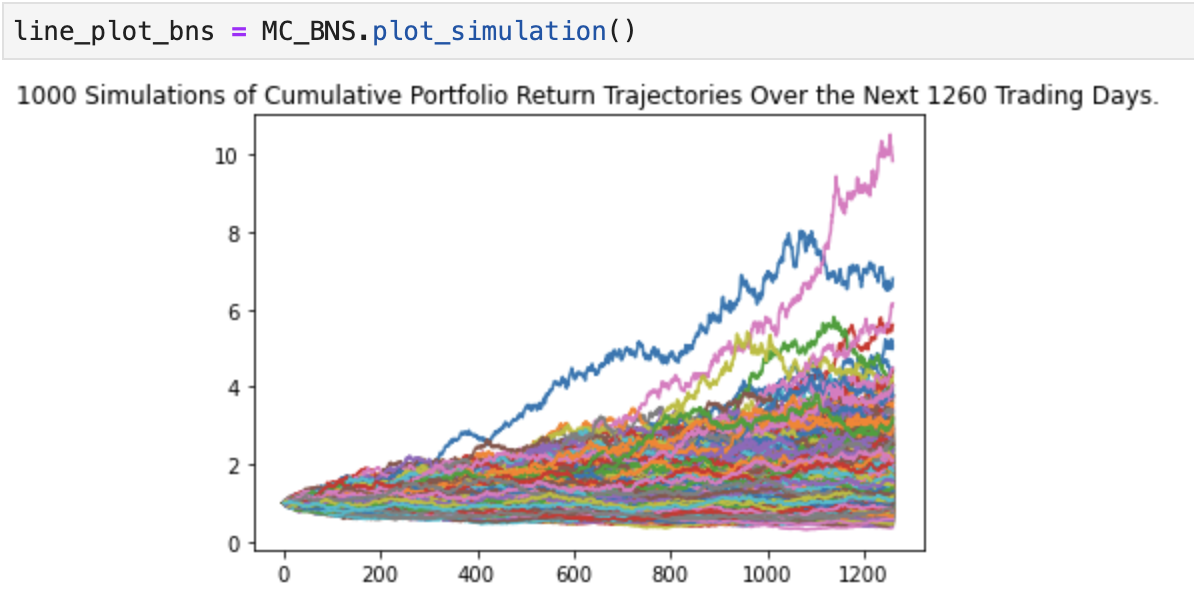 line_plot_bns = MC_BNS.plot_simulation()
1000 Simulations of Cumulative Portfolio Return Trajectories Over the Next 1260 Trading Days.
10
8
6
4
2
0
0 200 400 600 800 1000 1200